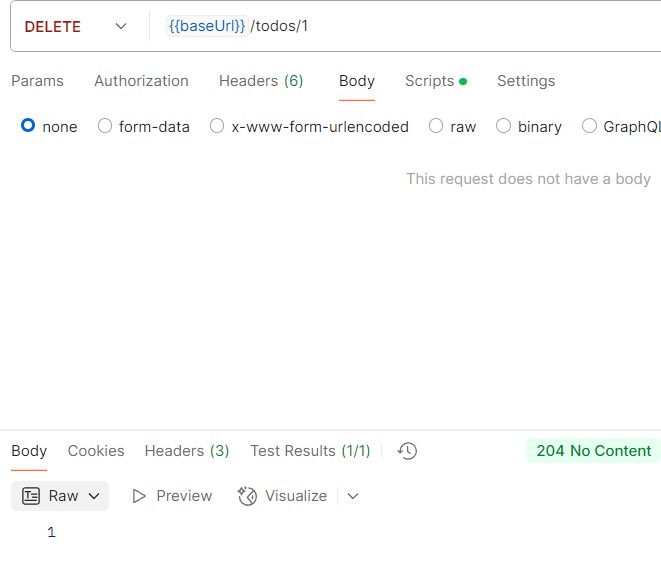 DELETE {{baseUrl}}/todos/1
Params Authorization Headers (6) Body Scripts Settings
none form-data x-www-form-urlencoded raw binary GraphQL
This request does not have a body
Body Cookies Headers (3) Test Results (1/1) 204 No Content
Raw Preview Visualize
1